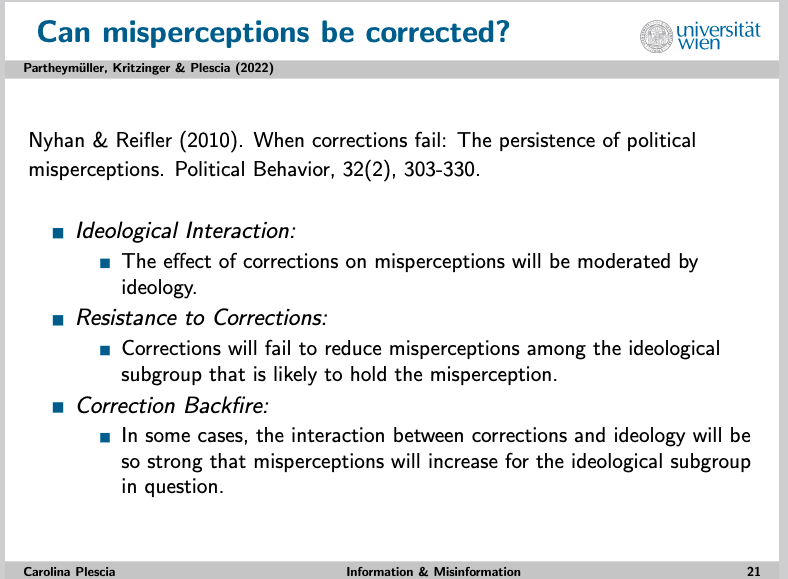 Can misperceptions be corrected?
universität
wien
Partheymüller, Kritzinger & Plescia (2022)
Nyhan & Reifler (2010). When corrections fail: The persistence of political
misperceptions. Political Behavior, 32(2), 303-330.
Ideological Interaction:
The effect of corrections on misperceptions will be moderated by
ideology.
Resistance to Corrections:
Corrections will fail to reduce misperceptions among the ideological
subgroup that is likely to hold the misperception.
Correction Backfire:
In some cases, the interaction between corrections and ideology will be
so strong that misperceptions will increase for the ideological subgroup
in question.
Carolina Plescia Information & Misinformation 21